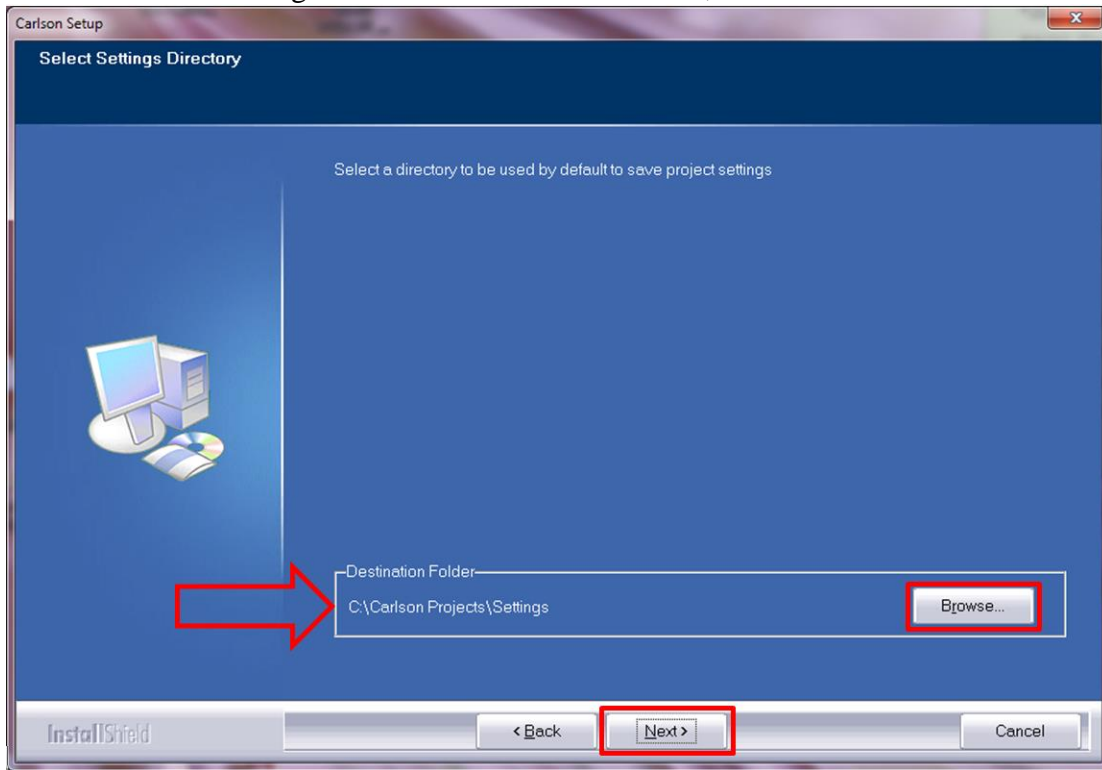 Carlson Setup
Select Settings Directory
Select a directory to be used by default to save project settings
Destination Folder
C:\Carlson Projects\Settings
Browse...
InstallShield
< Back
Next >
Cancel